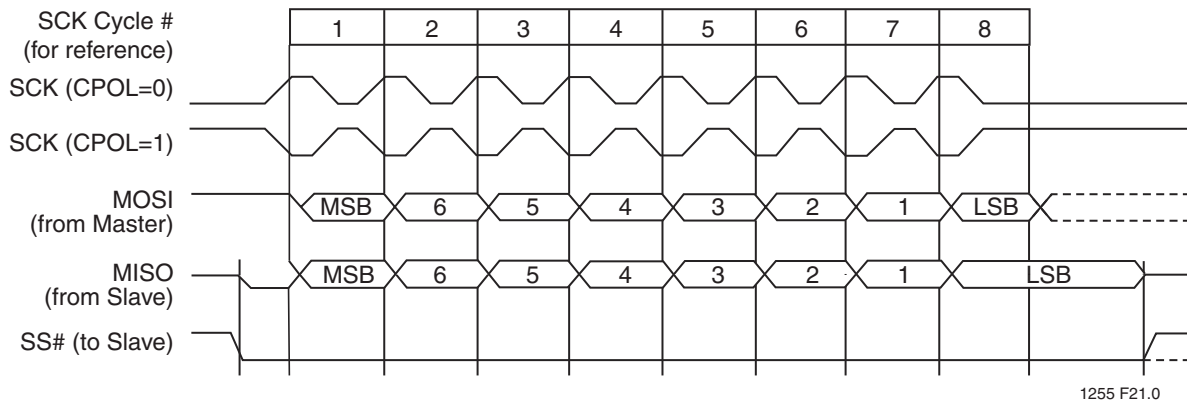 SCK Cycle #
(for reference)
1 2 3 4 5 6 7 8
SCK (CPOL=0)
SCK (CPOL=1)
MOSI
(from Master)
MSB 6 5 4 3 2 1 LSB
MISO
(from Slave)
MSB 6 5 4 3 2 1 LSB
SS# (to Slave)
1255 F21.0